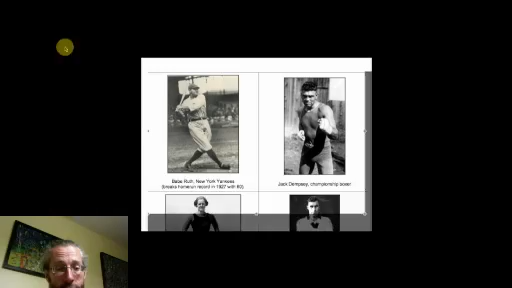 Babe Ruth, New York Yankees
(breaks homerun record in 1927 with 60)
Jack Dempsey, championship boxer